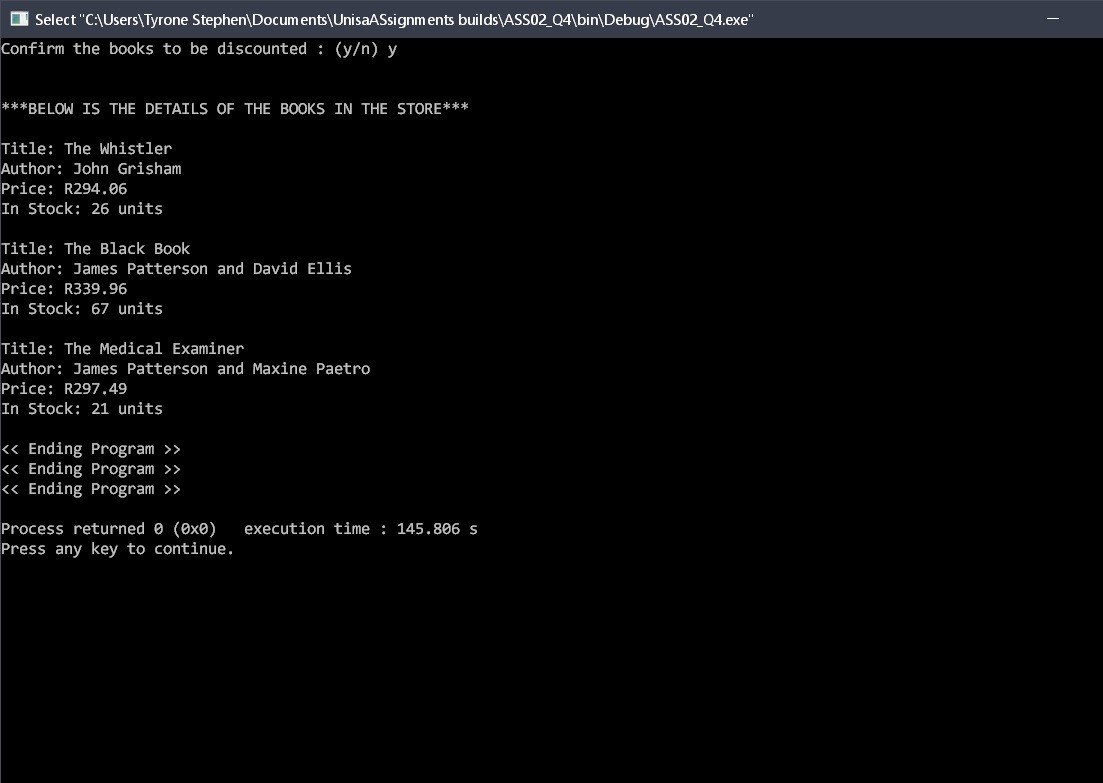 Select "C:\Users\Tyrone Stephen\Documents\UnisaASsignments builds\ASS02_Q4\bin\Debug\ASS02_Q4.exe"
Confirm the books to be discounted : (y/n) y
***BELOW IS THE DETAILS OF THE BOOKS IN THE STORE***
Title: The Whistler
Author: John Grisham
Price: R294.06
In Stock: 26 units
Title: The Black Book
Author: James Patterson and David Ellis
Price: R339.96
In Stock: 67 units
Title: The Medical Examiner
Author: James Patterson and Maxine Paetro
Price: R297.49
In Stock: 21 units
<< Ending Program >>
<< Ending Program >>
<< Ending Program >>
Process returned 0 (0x0)   execution time : 145.806 s
Press any key to continue.